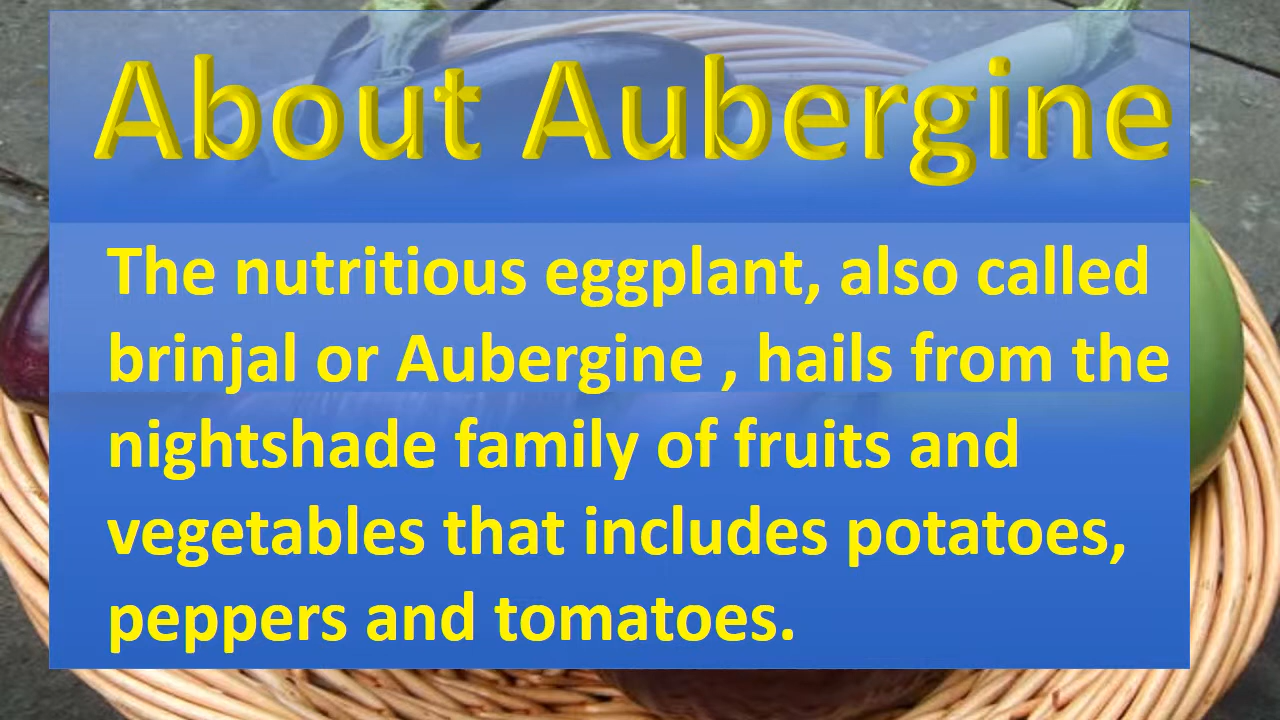 About Aubergine
The nutritious eggplant, also called
brinjal or Aubergine , hails from the
nightshade family of fruits and
vegetables that includes potatoes,
peppers and tomatoes.